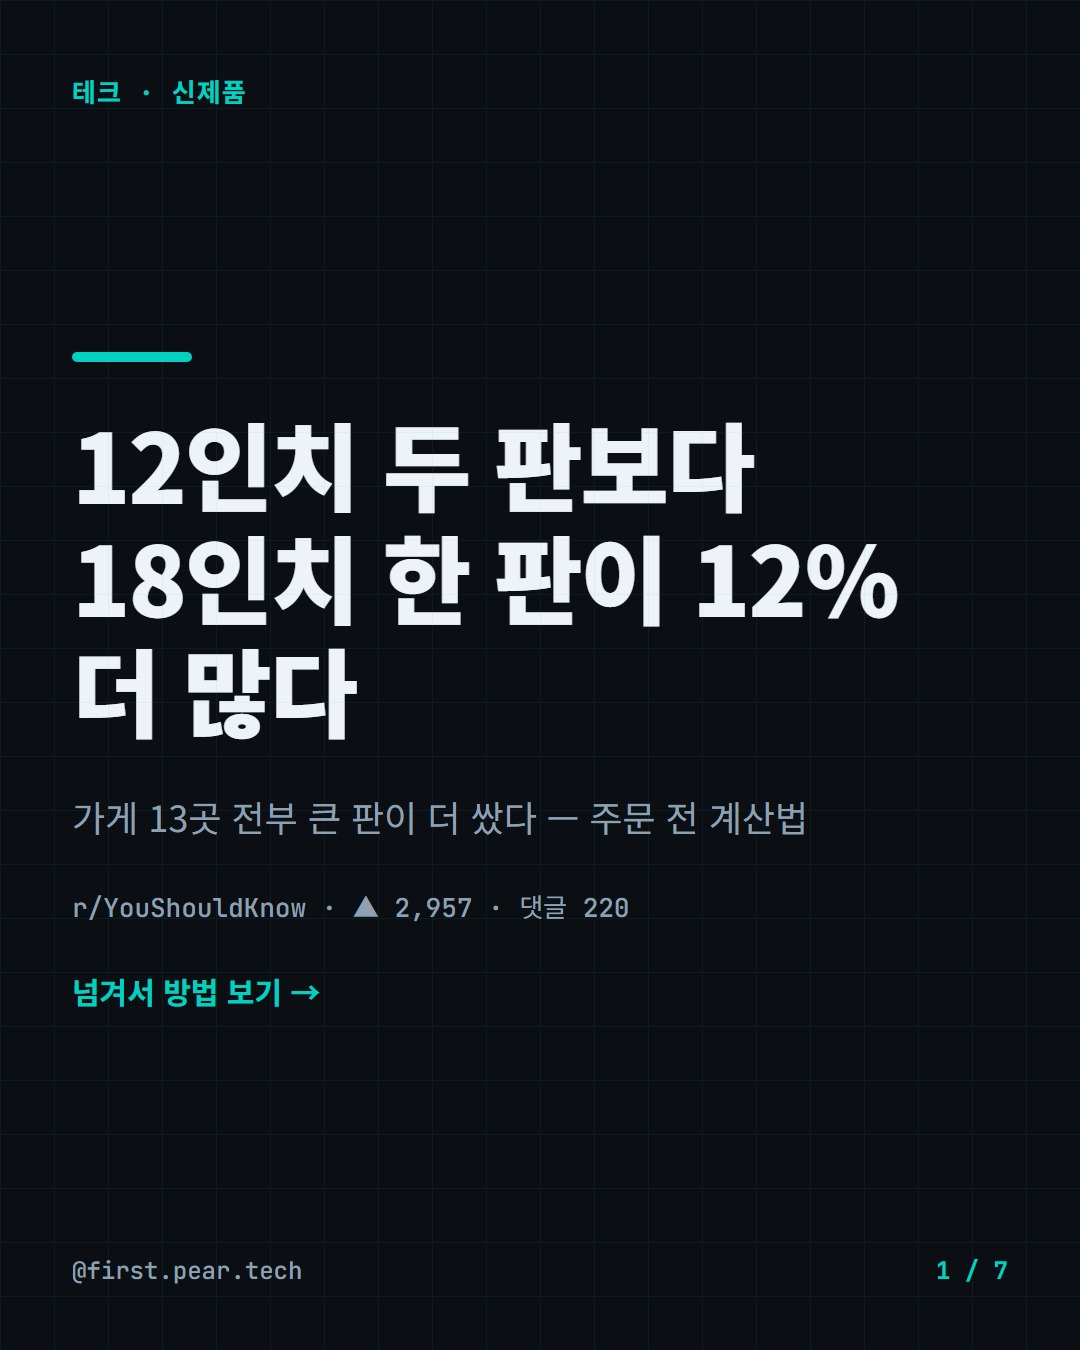 테크 · 신제품
12인치 두 판보다
18인치 한 판이 12%
더 많다
가게 13곳 전부 큰 판이 더 쌌다 — 주문 전 계산법
r/YouShouldKnow · ▲ 2,957 · 댓글 220
넘겨서 방법 보기 →
@first.pear.tech
1 / 7